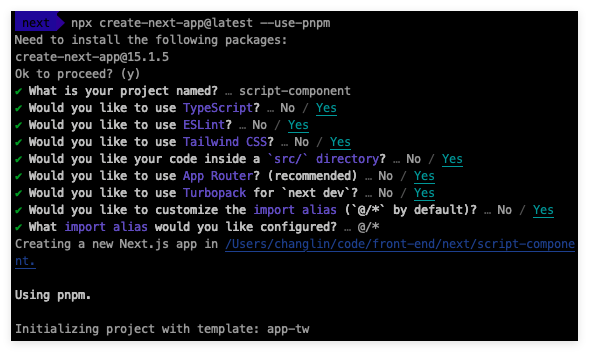 next npx create-next-app@latest --use-pnpm
Need to install the following packages:
create-next-app@15.1.5
Ok to proceed? (y)
✔ What is your project named? … script-component
✔ Would you like to use TypeScript? … No / Yes
✔ Would you like to use ESLint? … No / Yes
✔ Would you like to use Tailwind CSS? … No / Yes
✔ Would you like your code inside a `src/` directory? … No / Yes
✔ Would you like to use App Router? (recommended) … No / Yes
✔ Would you like to use Turbopack for `next dev`? … No / Yes
✔ Would you like to customize the import alias (`@/*` by default)? … No / Yes
✔ What import alias would you like configured? … @/*
Creating a new Next.js app in /Users/changlin/code/front-end/next/script-compone
nt.
Using pnpm.
Initializing project with template: app-tw